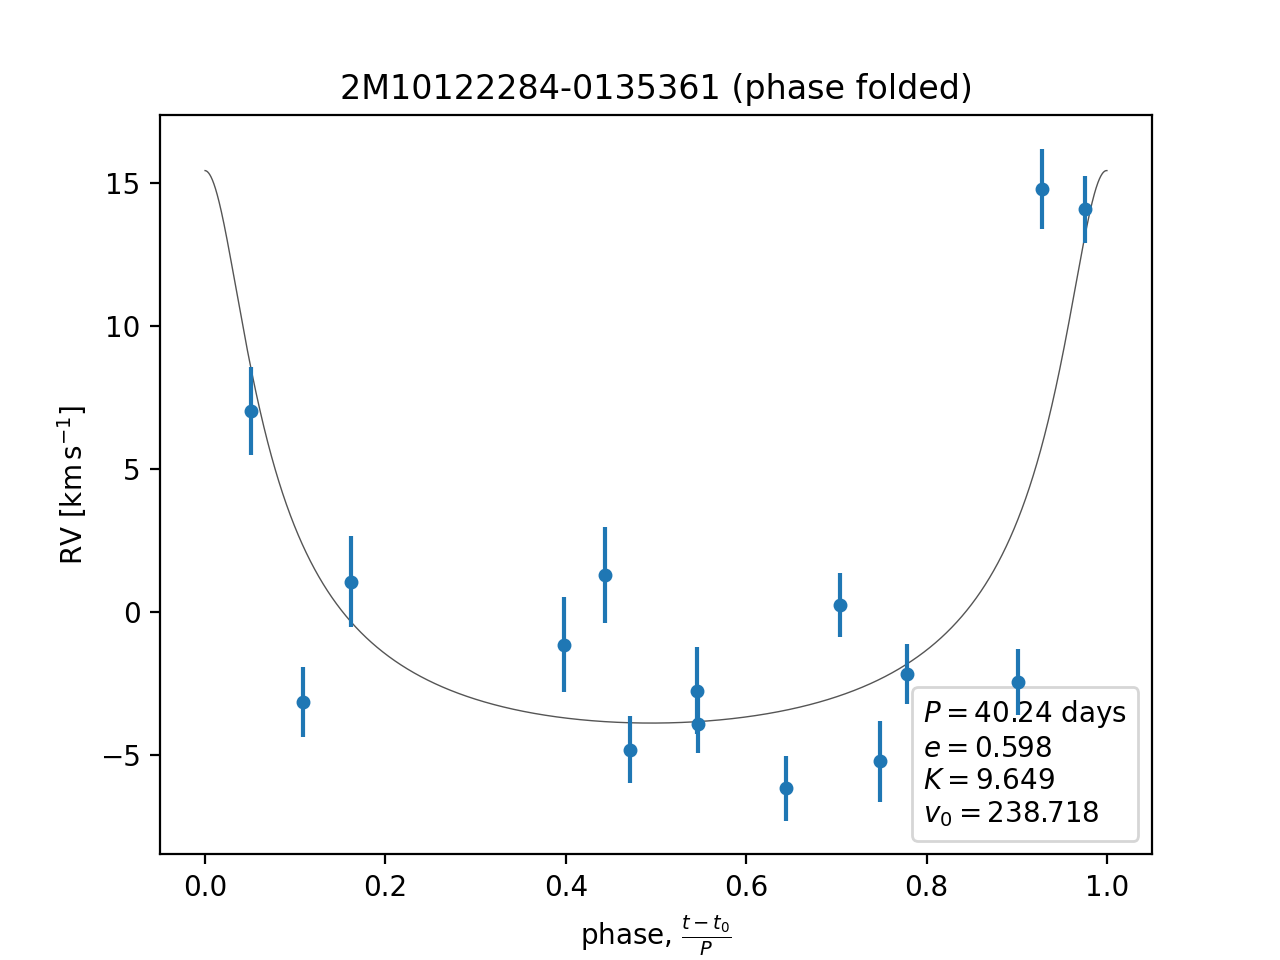 2M10122284-0135361 (phase folded)
15
10
5
0
−5
RV [km s⁻¹]
P = 40.24 days
e = 0.598
K = 9.649
v₀ = 238.718
0.0 0.2 0.4 0.6 0.8 1.0
phase, (t − t₀)/P